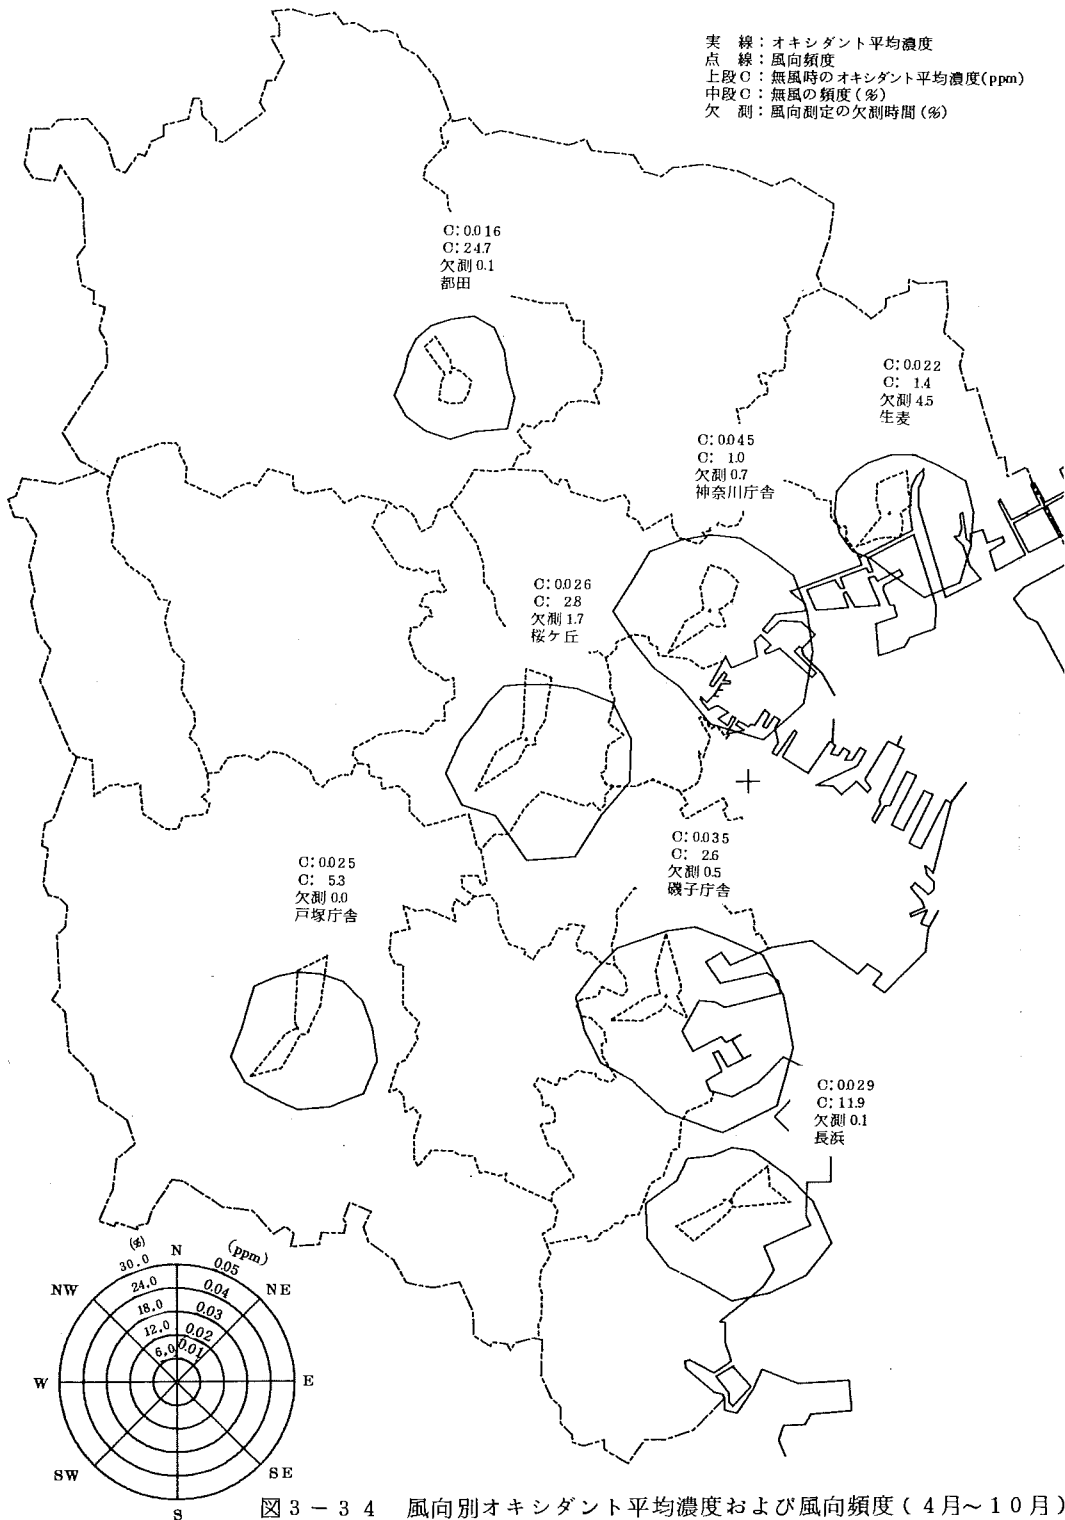 実 線：オキシダント平均濃度
点 線：風向頻度
上段C：無風時のオキシダント平均濃度(ppm)
中段C：無風の頻度(%)
欠 測：風向測定の欠測時間(%)
C:0.016
C:24.7
欠測 0.1
都田
C:0.022
C: 1.4
欠測 4.5
生麦
C:0.045
C: 1.0
欠測 0.7
神奈川庁舎
C:0.026
C: 2.8
欠測 1.7
桜ケ丘
C:0.035
C: 2.6
欠測 0.5
磯子庁舎
C:0.025
C: 5.3
欠測 0.0
戸塚庁舎
C:0.029
C:11.9
欠測 0.1
長浜
(%) N (ppm)
30.0 0.05
NW 24.0 0.04 NE
18.0 0.03
12.0 0.02
6.0 0.01
W E
SW SE
S
図3-34 風向別オキシダント平均濃度および風向頻度(4月~10月)